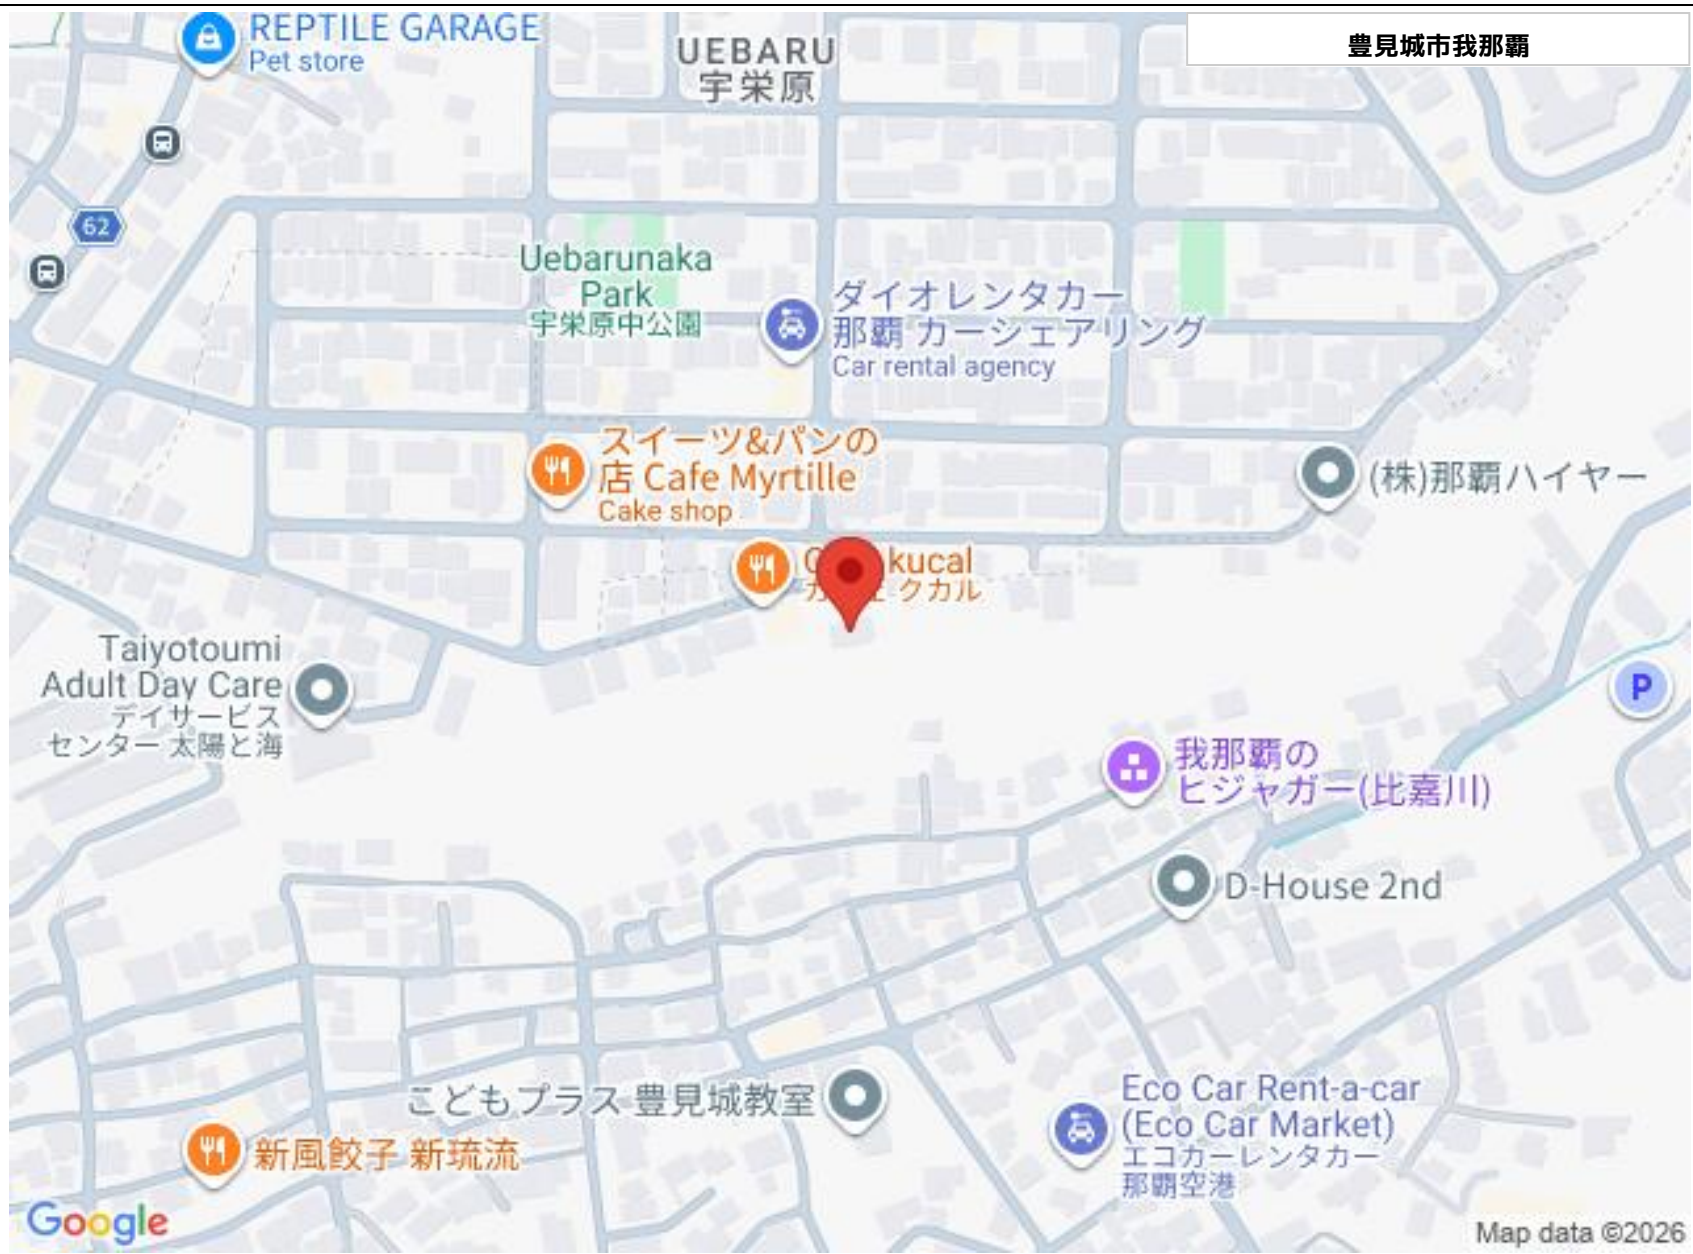 REPTILE GARAGE
Pet store
UEBARU
宇栄原
豊見城市我那覇
62
Uebarunaka
Park
宇栄原中公園
ダイオレンタカー
那覇 カーシェアリング
Car rental agency
スイーツ&パンの
店 Cafe Myrtille
Cake shop
(株)那覇ハイヤー
kucal
クカル
Taiyotoumi
Adult Day Care
デイサービス
センター 太陽と海
P
我那覇の
ヒジャガー(比嘉川)
D-House 2nd
こどもプラス 豊見城教室
Eco Car Rent-a-car
(Eco Car Market)
エコカーレンタカー
那覇空港
新風餃子 新琉流
Google
Map data ©2026